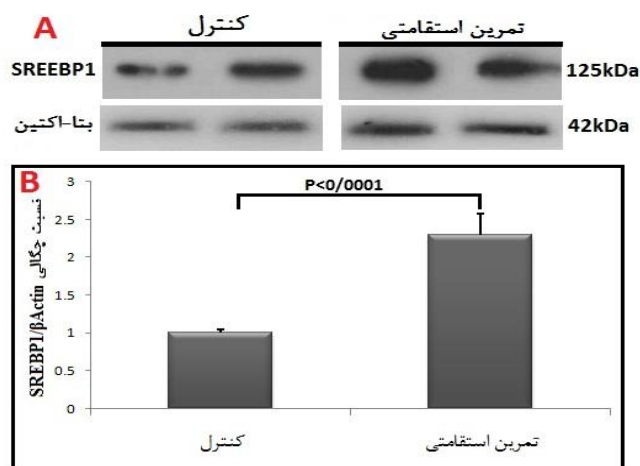 A
کنترل
تمرین استقامتی
SREEBP1
125kDa
بتا-اکتین
42kDa
B
P<0/0001
نسبت چگالی SREBP1/βActin
3
2.5
2
1.5
1
0.5
0
کنترل
تمرین استقامتی